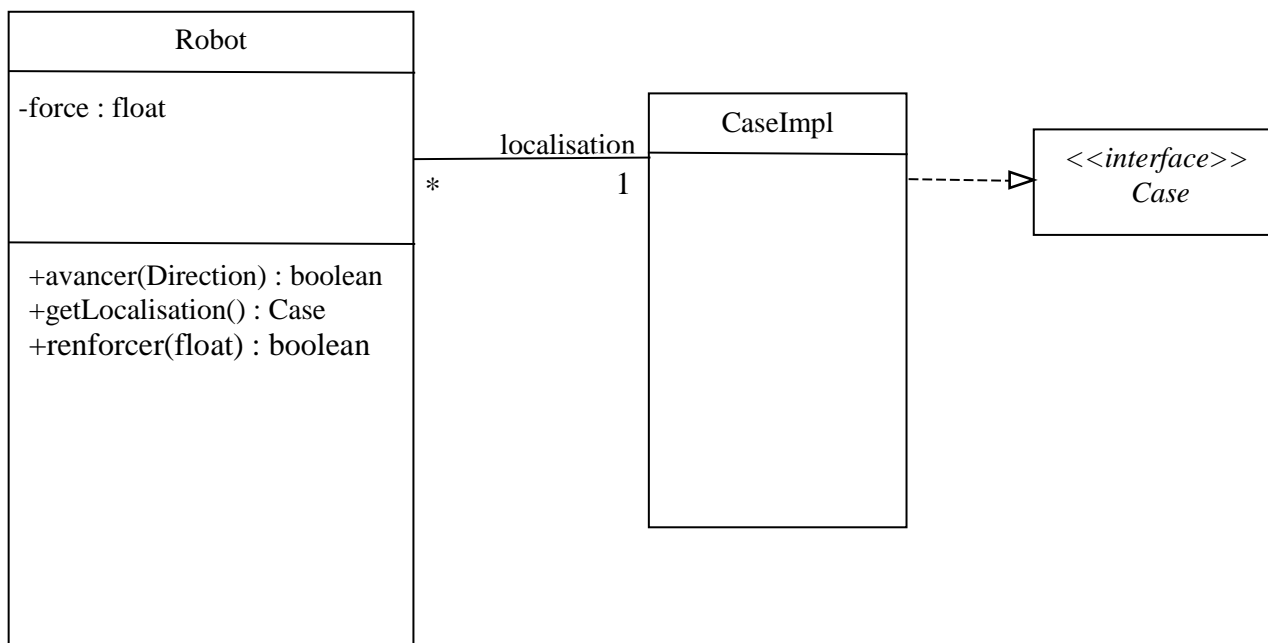 Robot
-force : float
+avancer(Direction) : boolean
+getLocalisation() : Case
+renforcer(float) : boolean
localisation
* 1
CaseImpl
<<interface>>
Case